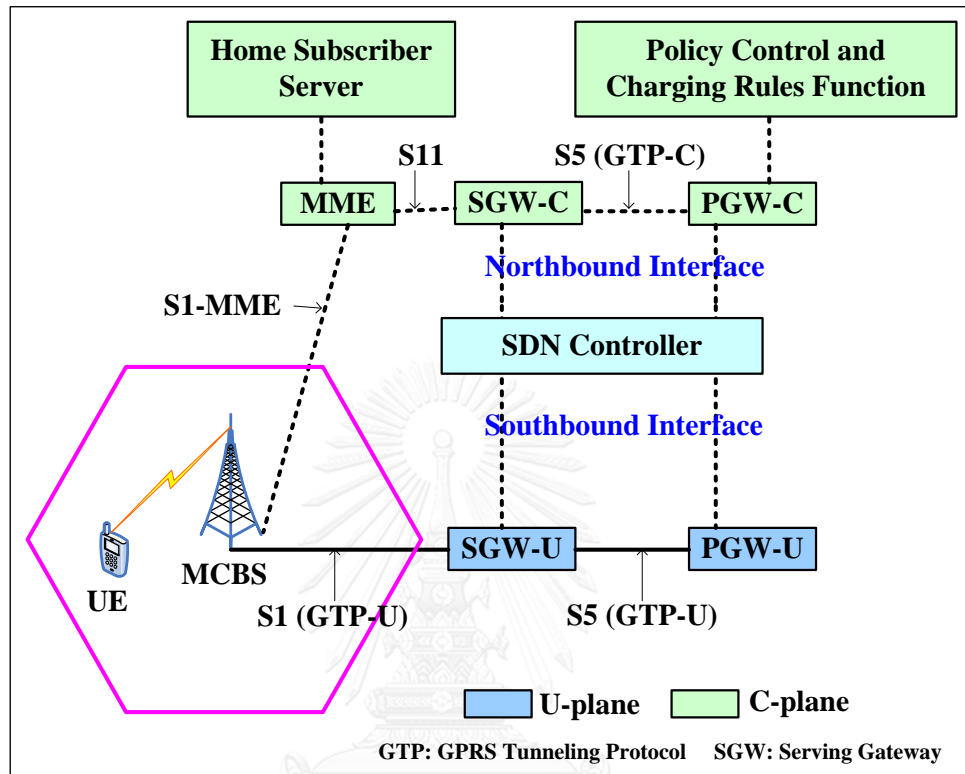 Home Subscriber
Server
Policy Control and
Charging Rules Function
S11
S5 (GTP-C)
MME
SGW-C
PGW-C
Northbound Interface
S1-MME
SDN Controller
Southbound Interface
SGW-U
PGW-U
MCBS
UE
S1 (GTP-U)
S5 (GTP-U)
U-plane
C-plane
GTP: GPRS Tunneling Protocol
SGW: Serving Gateway